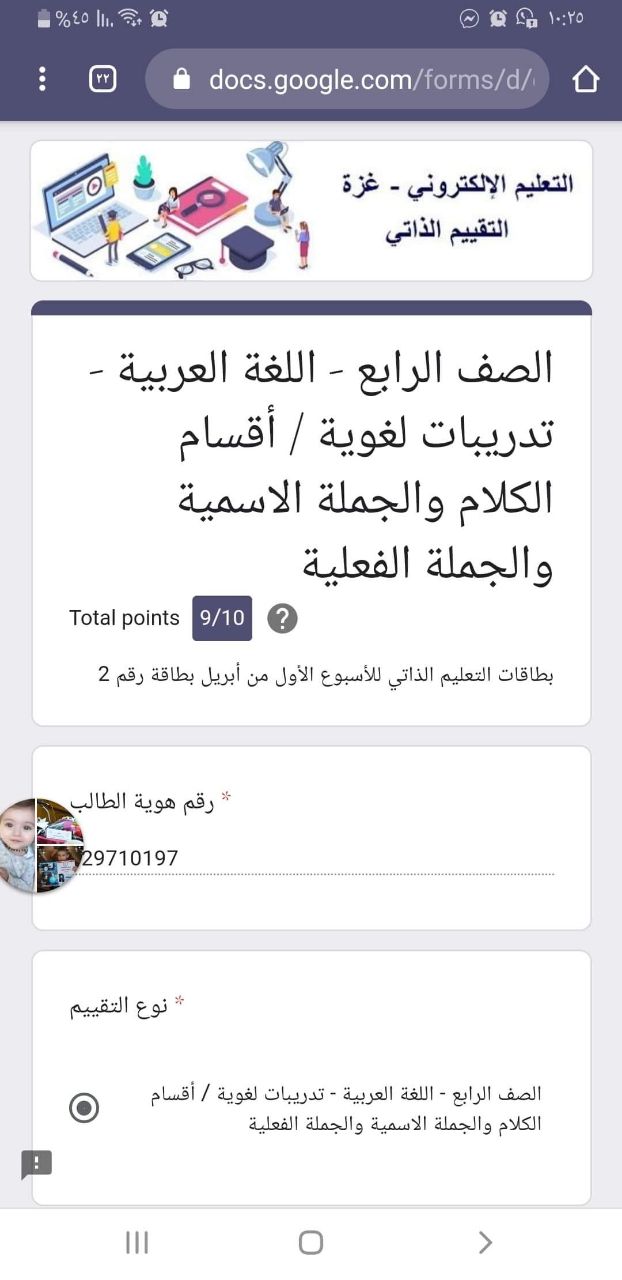 %٤٥
١٠:٢٥
٢٢
docs.google.com/forms/d/
التعليم الإلكتروني - غزة
التقييم الذاتي
الصف الرابع - اللغة العربية -
تدريبات لغوية / أقسام
الكلام والجملة الاسمية
والجملة الفعلية
Total points 9/10 ?
بطاقات التعليم الذاتي للأسبوع الأول من أبريل بطاقة رقم 2
* رقم هوية الطالب
29710197
* نوع التقييم
الصف الرابع - اللغة العربية - تدريبات لغوية / أقسام
الكلام والجملة الاسمية والجملة الفعلية